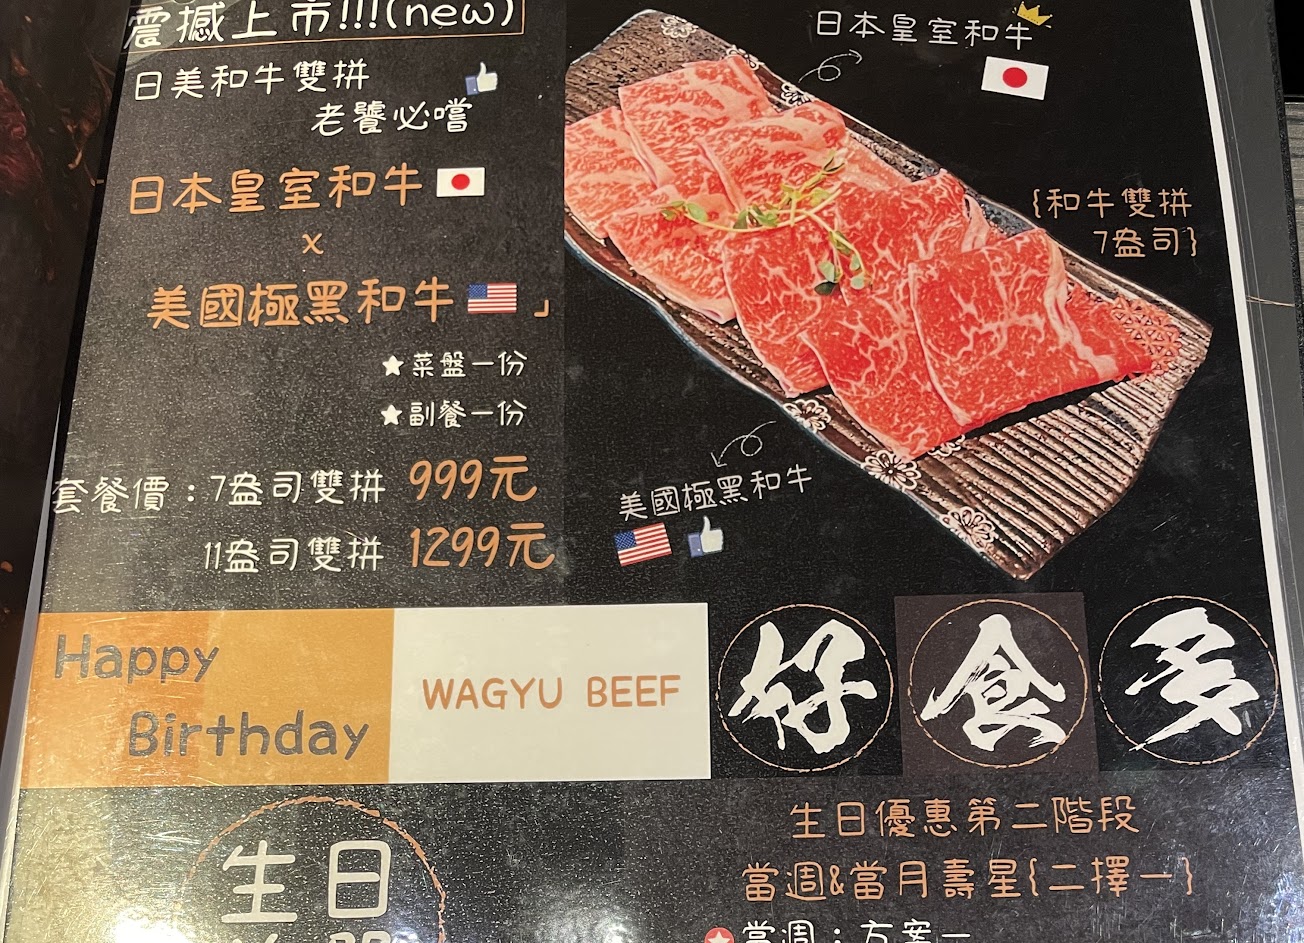 震撼上市!!!(new)
日美和牛雙拼
老饕必嚐
日本皇室和牛
x
美國極黑和牛」
★菜盤一份
★副餐一份
套餐價：7盎司雙拼 999元
11盎司雙拼 1299元
日本皇室和牛
{和牛雙拼
7盎司}
美國極黑和牛
Happy
Birthday
WAGYU BEEF
好食多
生日
生日優惠第二階段
當週&當月壽星{二擇一}
當週：方案一